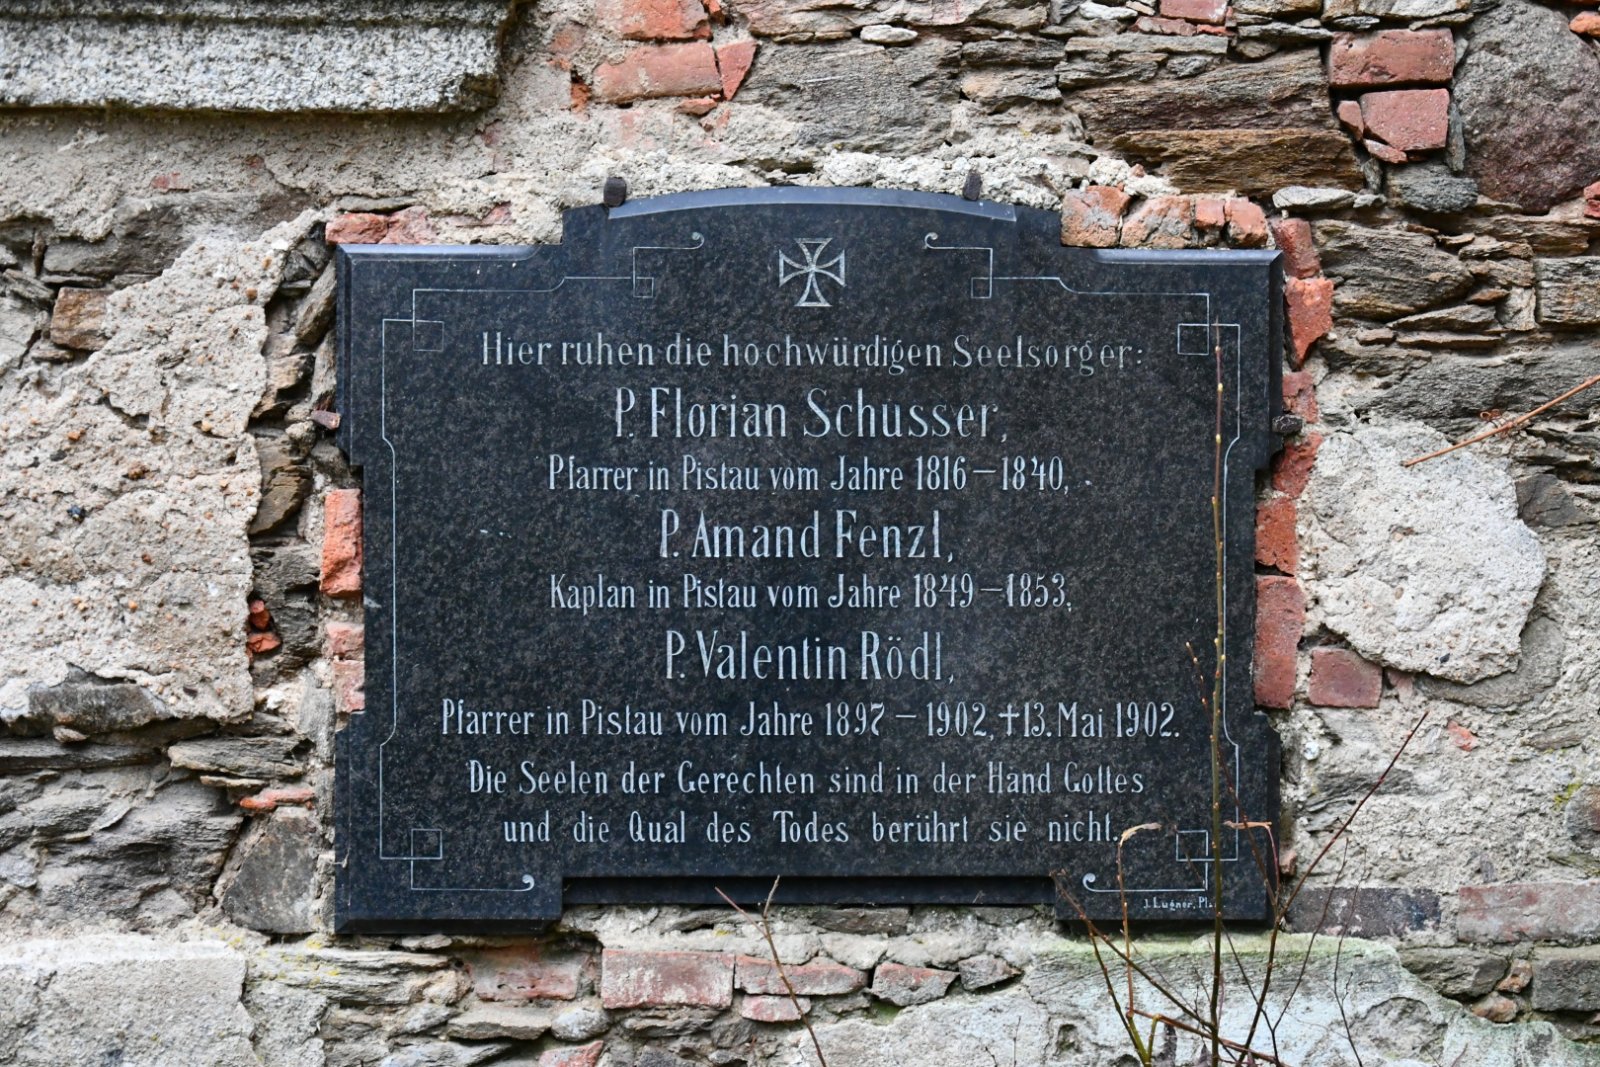 Hier ruhen die hochwürdigen Seelsorger:
P. Florian Schusser,
Pfarrer in Pistau vom Jahre 1816 – 1840,
P. Amand Fenzl,
Kaplan in Pistau vom Jahre 1849 – 1853,
P. Valentin Rödl,
Pfarrer in Pistau vom Jahre 1897 – 1902, † 13. Mai 1902.
Die Seelen der Gerechten sind in der Hand Gottes
und die Qual des Todes berührt sie nicht.
J. Lugner,